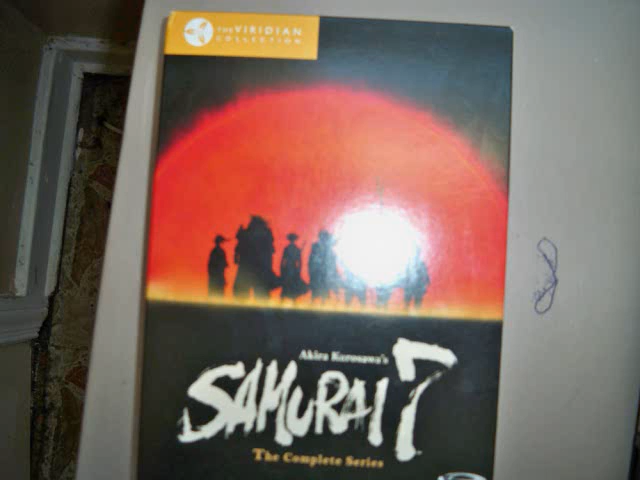 THE VIRIDIAN
COLLECTION
Akira Kurosawa's
SAMURAI 7
The Complete Series